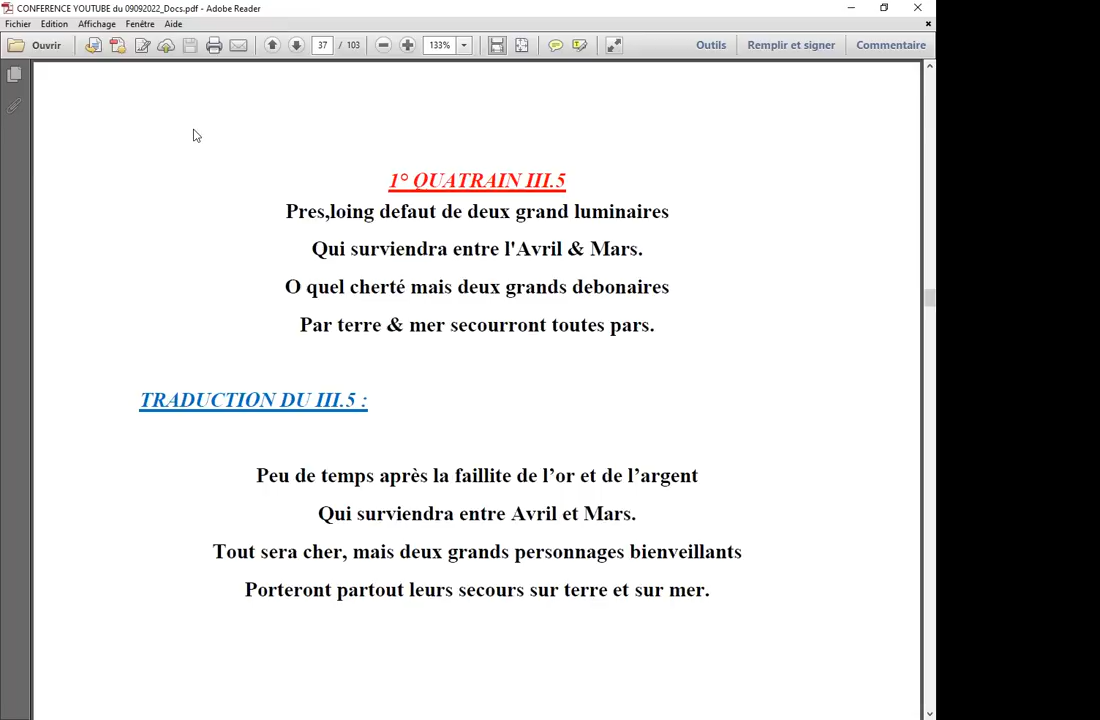 CONFERENCE YOUTUBE du 09092022_Docs.pdf - Adobe Reader
Fichier Edition Affichage Fenêtre Aide
Ouvrir 37 / 103 133% Outils Remplir et signer Commentaire
1° QUATRAIN III.5
Pres,loing defaut de deux grand luminaires
Qui surviendra entre l'Avril & Mars.
O quel cherté mais deux grands debonaires
Par terre & mer secourront toutes pars.
TRADUCTION DU III.5 :
Peu de temps après la faillite de l’or et de l’argent
Qui surviendra entre Avril et Mars.
Tout sera cher, mais deux grands personnages bienveillants
Porteront partout leurs secours sur terre et sur mer.